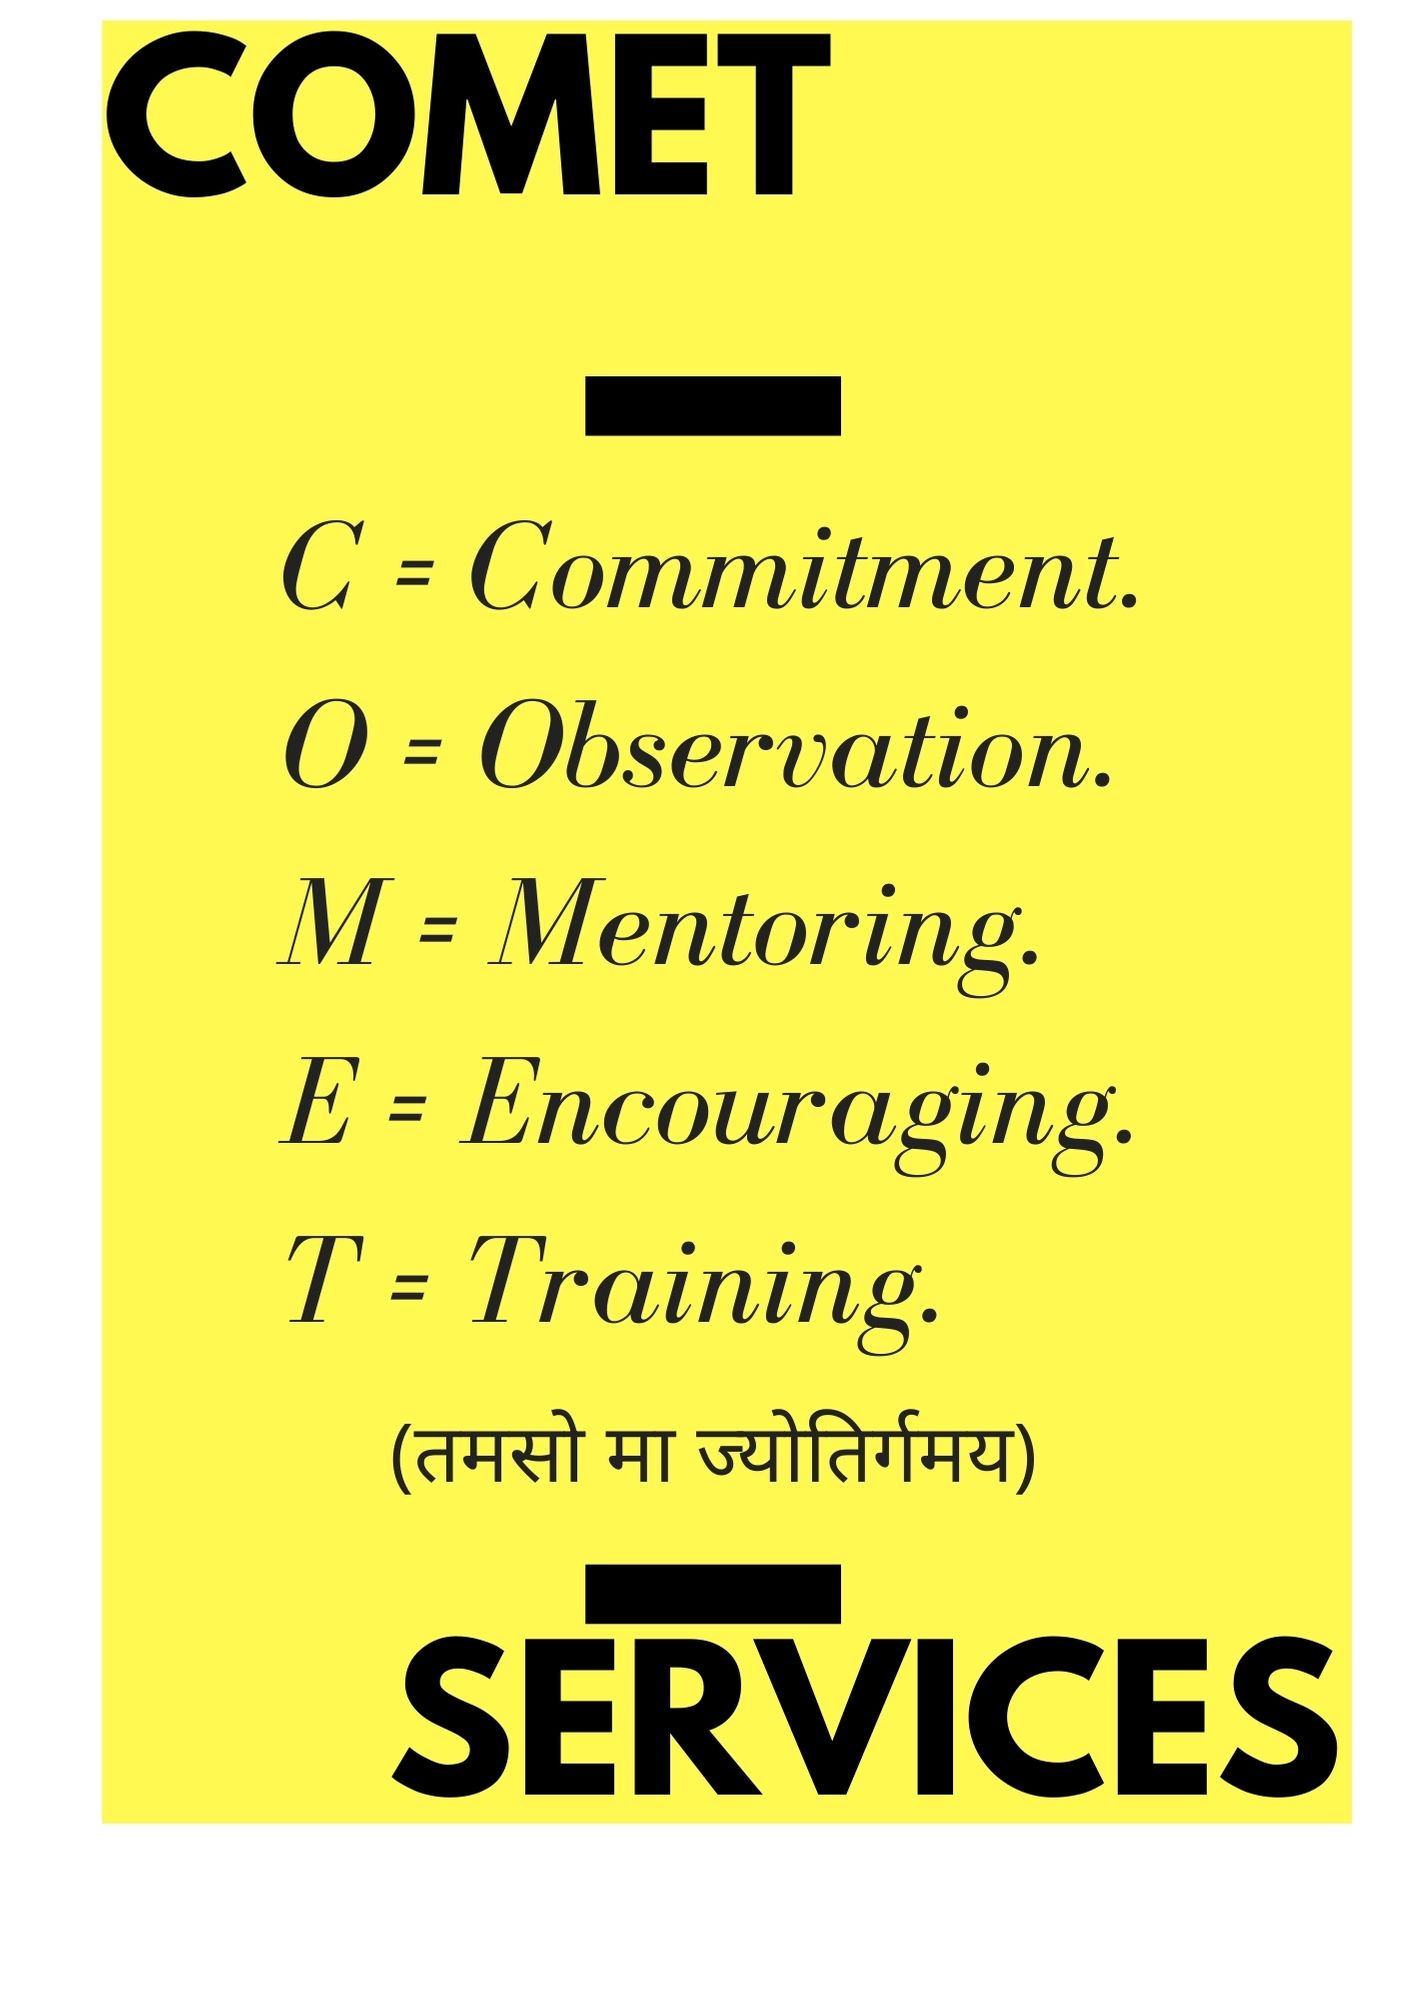 COMET
C = Commitment.
O = Observation.
M = Mentoring.
E = Encouraging.
T = Training.
(तमसो मा ज्योतिर्गमय)
SERVICES